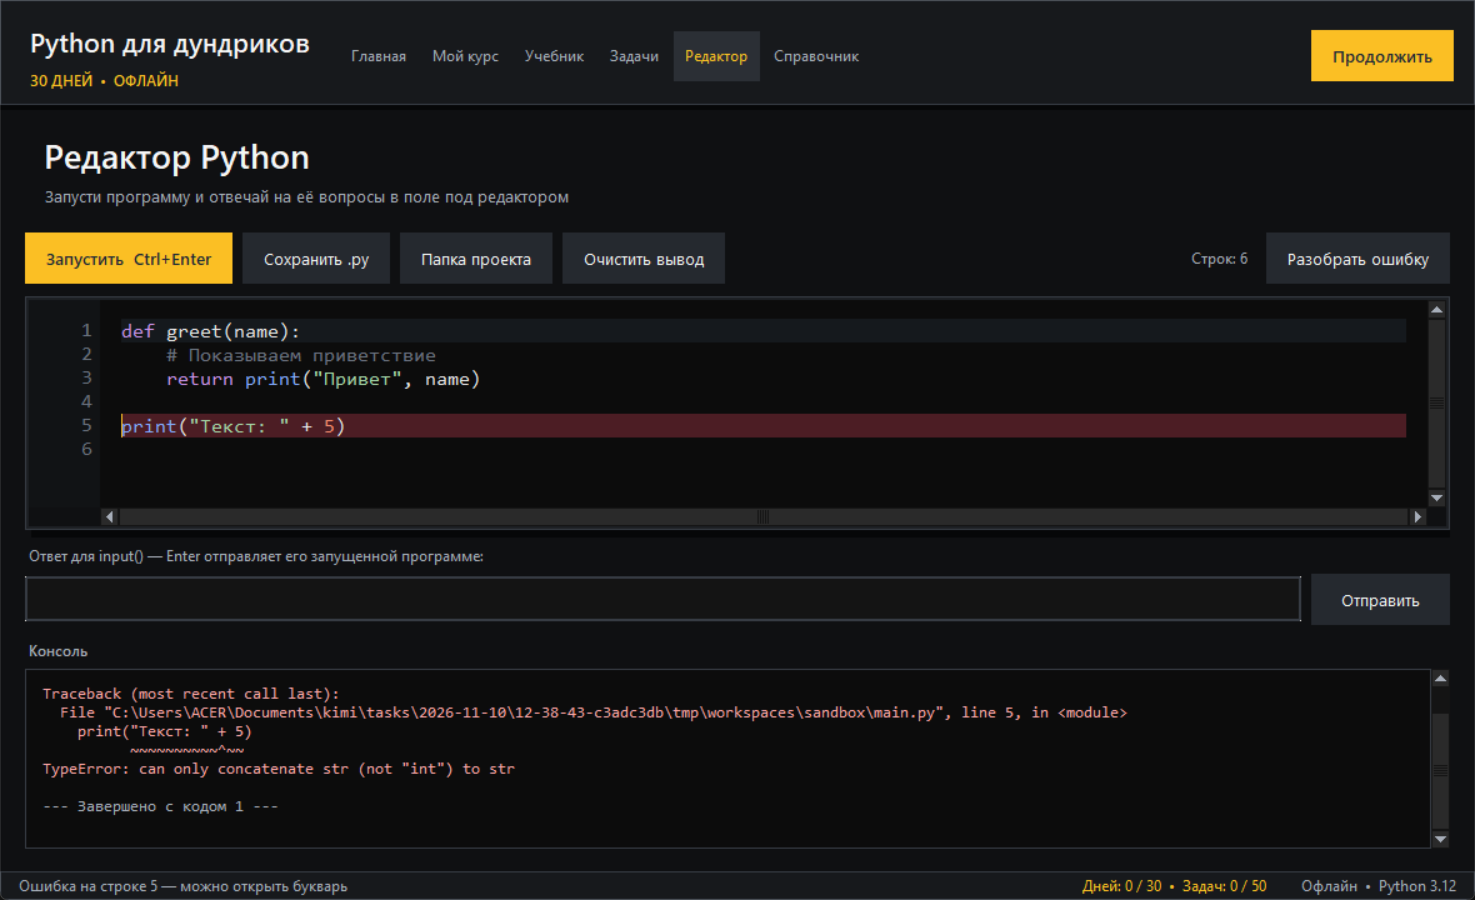 Python для дундриков
30 ДНЕЙ • ОФЛАЙН
Главная
Мой курс
Учебник
Задачи
Редактор
Справочник
Продолжить
Редактор Python
Запусти программу и отвечай на её вопросы в поле под редактором
Запустить Ctrl+Enter
Сохранить .py
Папка проекта
Очистить вывод
Строк: 6
Разобрать ошибку
1 def greet(name):
2     # Показываем приветствие
3     return print("Привет", name)
4
5 print("Текст: " + 5)
6
Ответ для input() — Enter отправляет его запущенной программе:
Отправить
Консоль
Traceback (most recent call last):
  File "C:\Users\ACER\Documents\kimi\tasks\2026-11-10\12-38-43-c3adc3db\tmp\workspaces\sandbox\main.py", line 5, in <module>
    print("Текст: " + 5)
          ~~~~~~~~~~^~~
TypeError: can only concatenate str (not "int") to str
--- Завершено с кодом 1 ---
Ошибка на строке 5 — можно открыть букварь
Дней: 0 / 30 • Задач: 0 / 50
Офлайн • Python 3.12